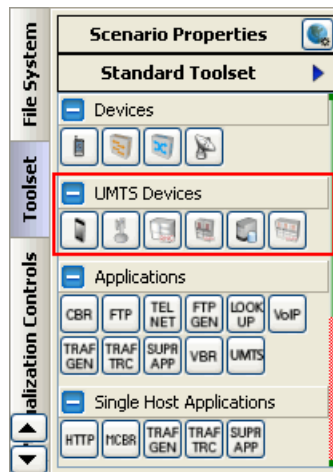 Scenario Properties
Standard Toolset
File System
Toolset
alization Controls
Devices
UMTS Devices
Applications
CBR FTP TEL NET FTP GEN LOOK UP VoIP
TRAF GEN TRAF TRC SUPR APP VBR UMTS
Single Host Applications
HTTP MCBR TRAF GEN TRAF TRC SUPR APP